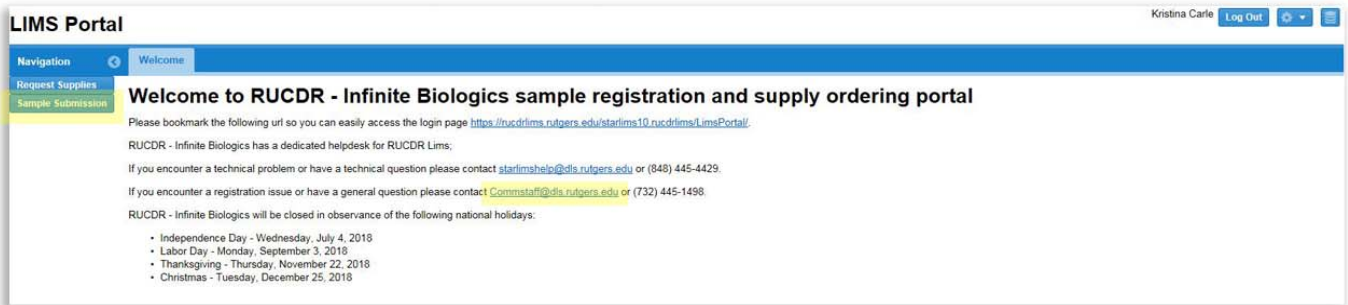 LIMS Portal
Kristina Carle Log Out
Navigation Welcome
Request Supplies
Sample Submission
Welcome to RUCDR - Infinite Biologics sample registration and supply ordering portal
Please bookmark the following url so you can easily access the login page https://rucdrlims.rutgers.edu/starlims10.rucdrlims/LimsPortal/.
RUCDR - Infinite Biologics has a dedicated helpdesk for RUCDR Lims;
If you encounter a technical problem or have a technical question please contact starlimshelp@dls.rutgers.edu or (848) 445-4429.
If you encounter a registration issue or have a general question please contact Commstaff@dls.rutgers.edu or (732) 445-1498.
RUCDR - Infinite Biologics will be closed in observance of the following national holidays:
• Independence Day - Wednesday, July 4, 2018
• Labor Day - Monday, September 3, 2018
• Thanksgiving - Thursday, November 22, 2018
• Christmas - Tuesday, December 25, 2018